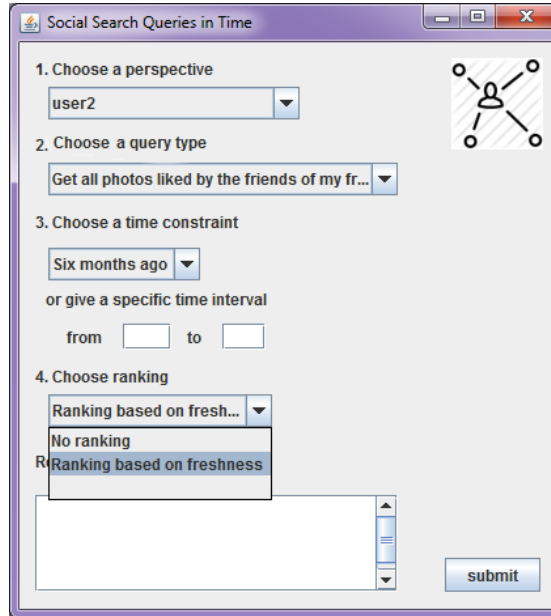 Social Search Queries in Time
1. Choose a perspective
user2
2. Choose a query type
Get all photos liked by the friends of my fr...
3. Choose a time constraint
Six months ago
or give a specific time interval
from to
4. Choose ranking
Ranking based on fresh...
No ranking
Ranking based on freshness
submit